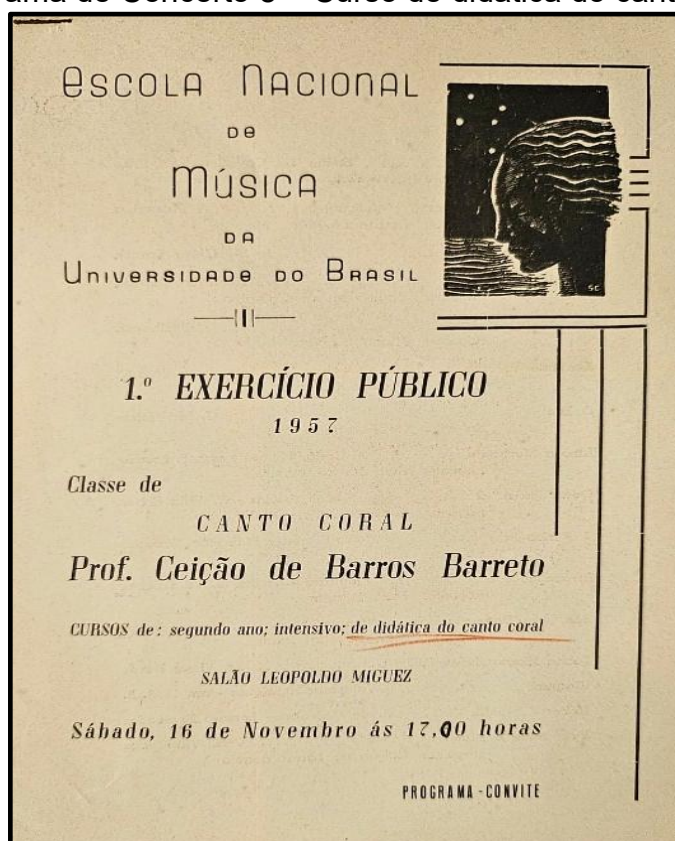 Escola Nacional
de
Música
da
Universidade do Brasil
1.º EXERCÍCIO PÚBLICO
1957
Classe de
CANTO CORAL
Prof. Ceição de Barros Barreto
CURSOS de: segundo ano; intensivo; de didática do canto coral
SALÃO LEOPOLDO MIGUEZ
Sábado, 16 de Novembro ás 17,00 horas
PROGRAMA-CONVITE
SC